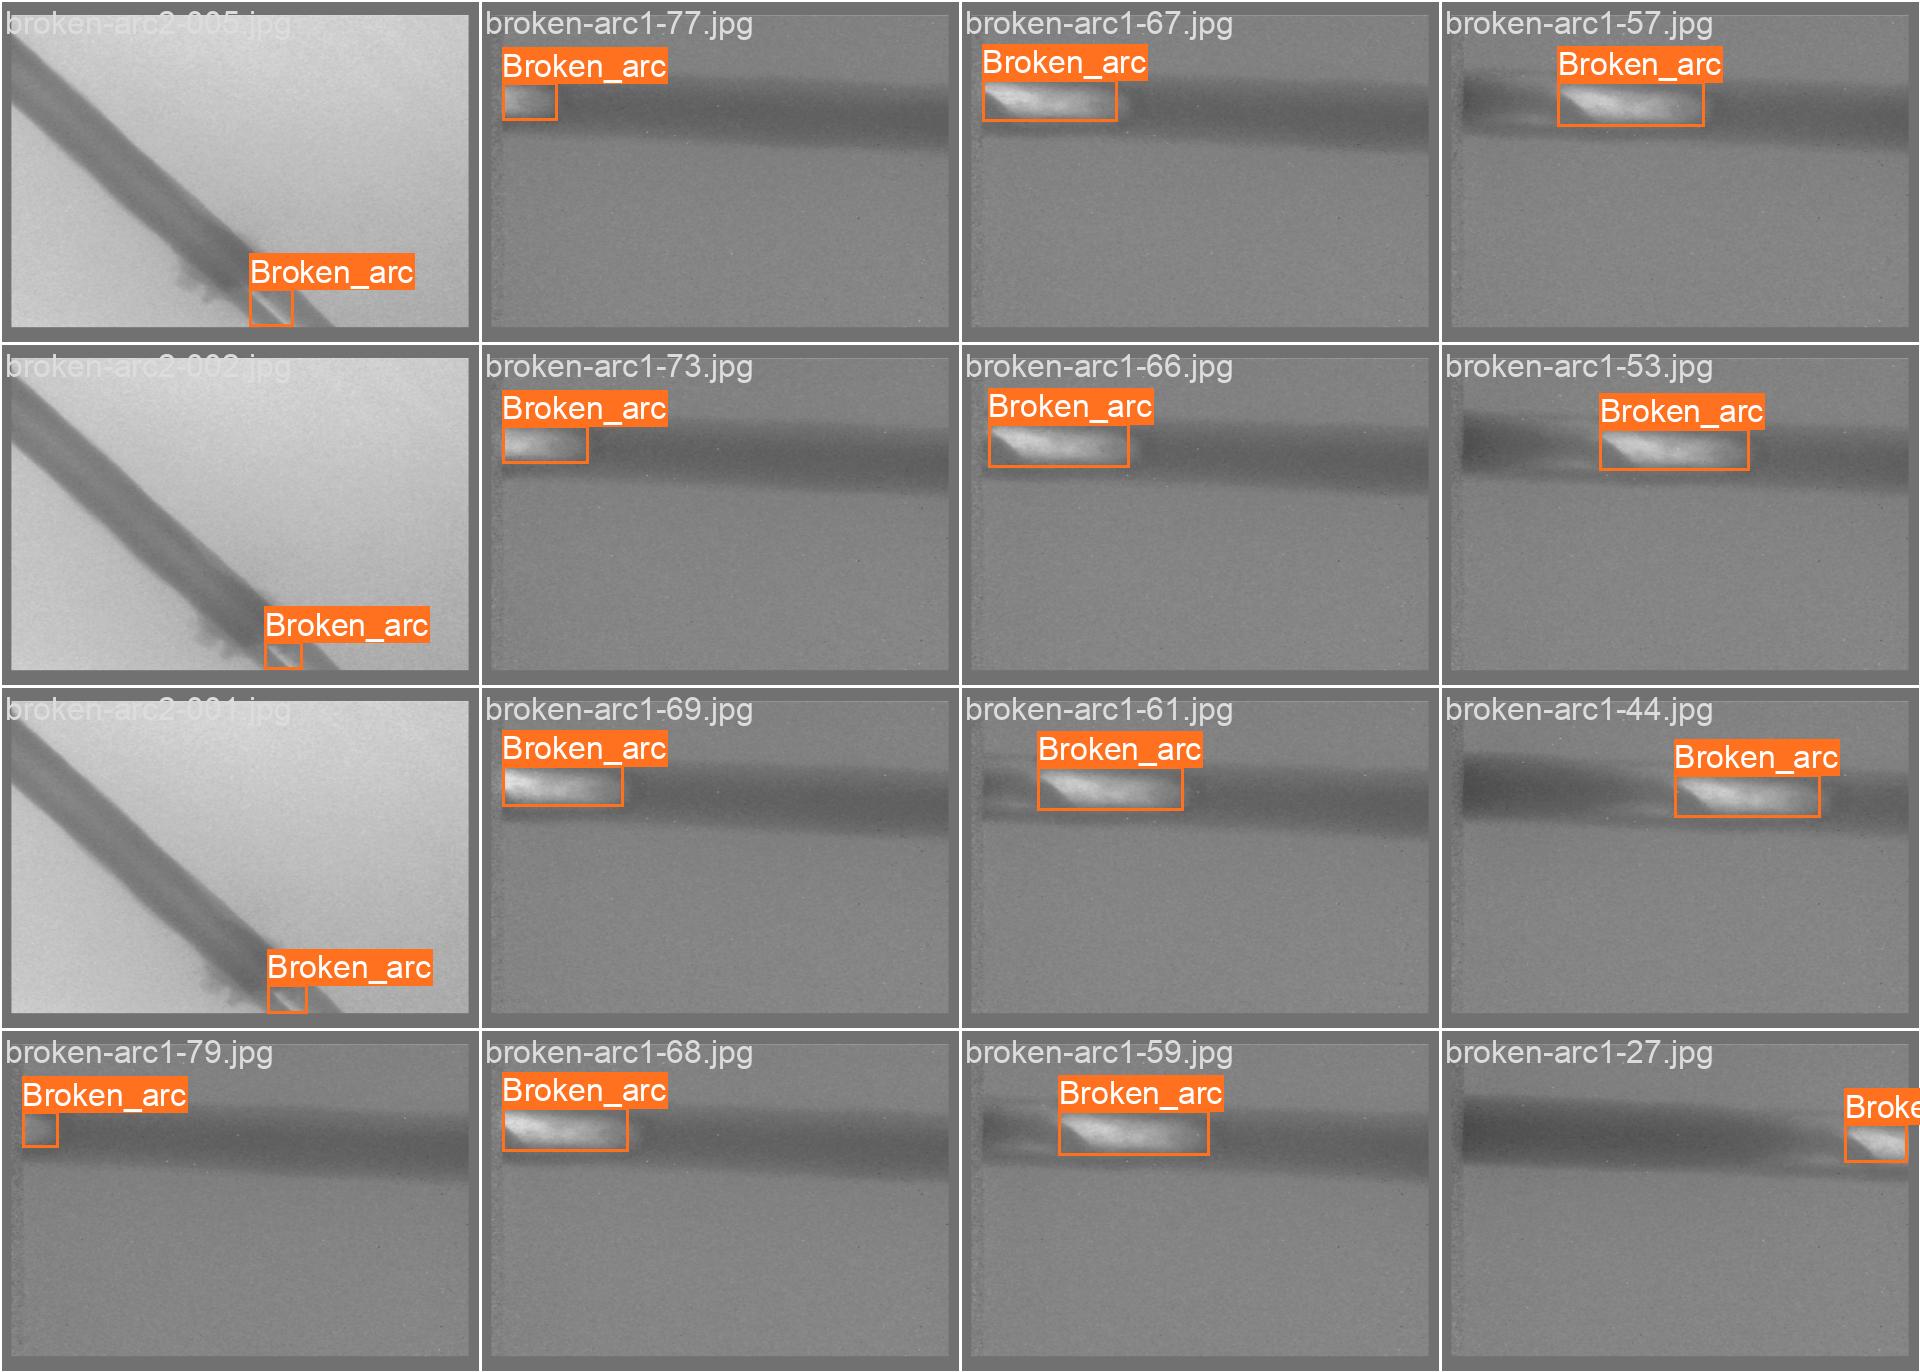 broken-arc2-005.jpg
Broken_arc
broken-arc1-77.jpg
Broken_arc
broken-arc1-67.jpg
Broken_arc
broken-arc1-57.jpg
Broken_arc
broken-arc2-002.jpg
Broken_arc
broken-arc1-73.jpg
Broken_arc
broken-arc1-66.jpg
Broken_arc
broken-arc1-53.jpg
Broken_arc
broken-arc2-001.jpg
Broken_arc
broken-arc1-69.jpg
Broken_arc
broken-arc1-61.jpg
Broken_arc
broken-arc1-44.jpg
Broken_arc
broken-arc1-79.jpg
Broken_arc
broken-arc1-68.jpg
Broken_arc
broken-arc1-59.jpg
Broken_arc
broken-arc1-27.jpg
Broke